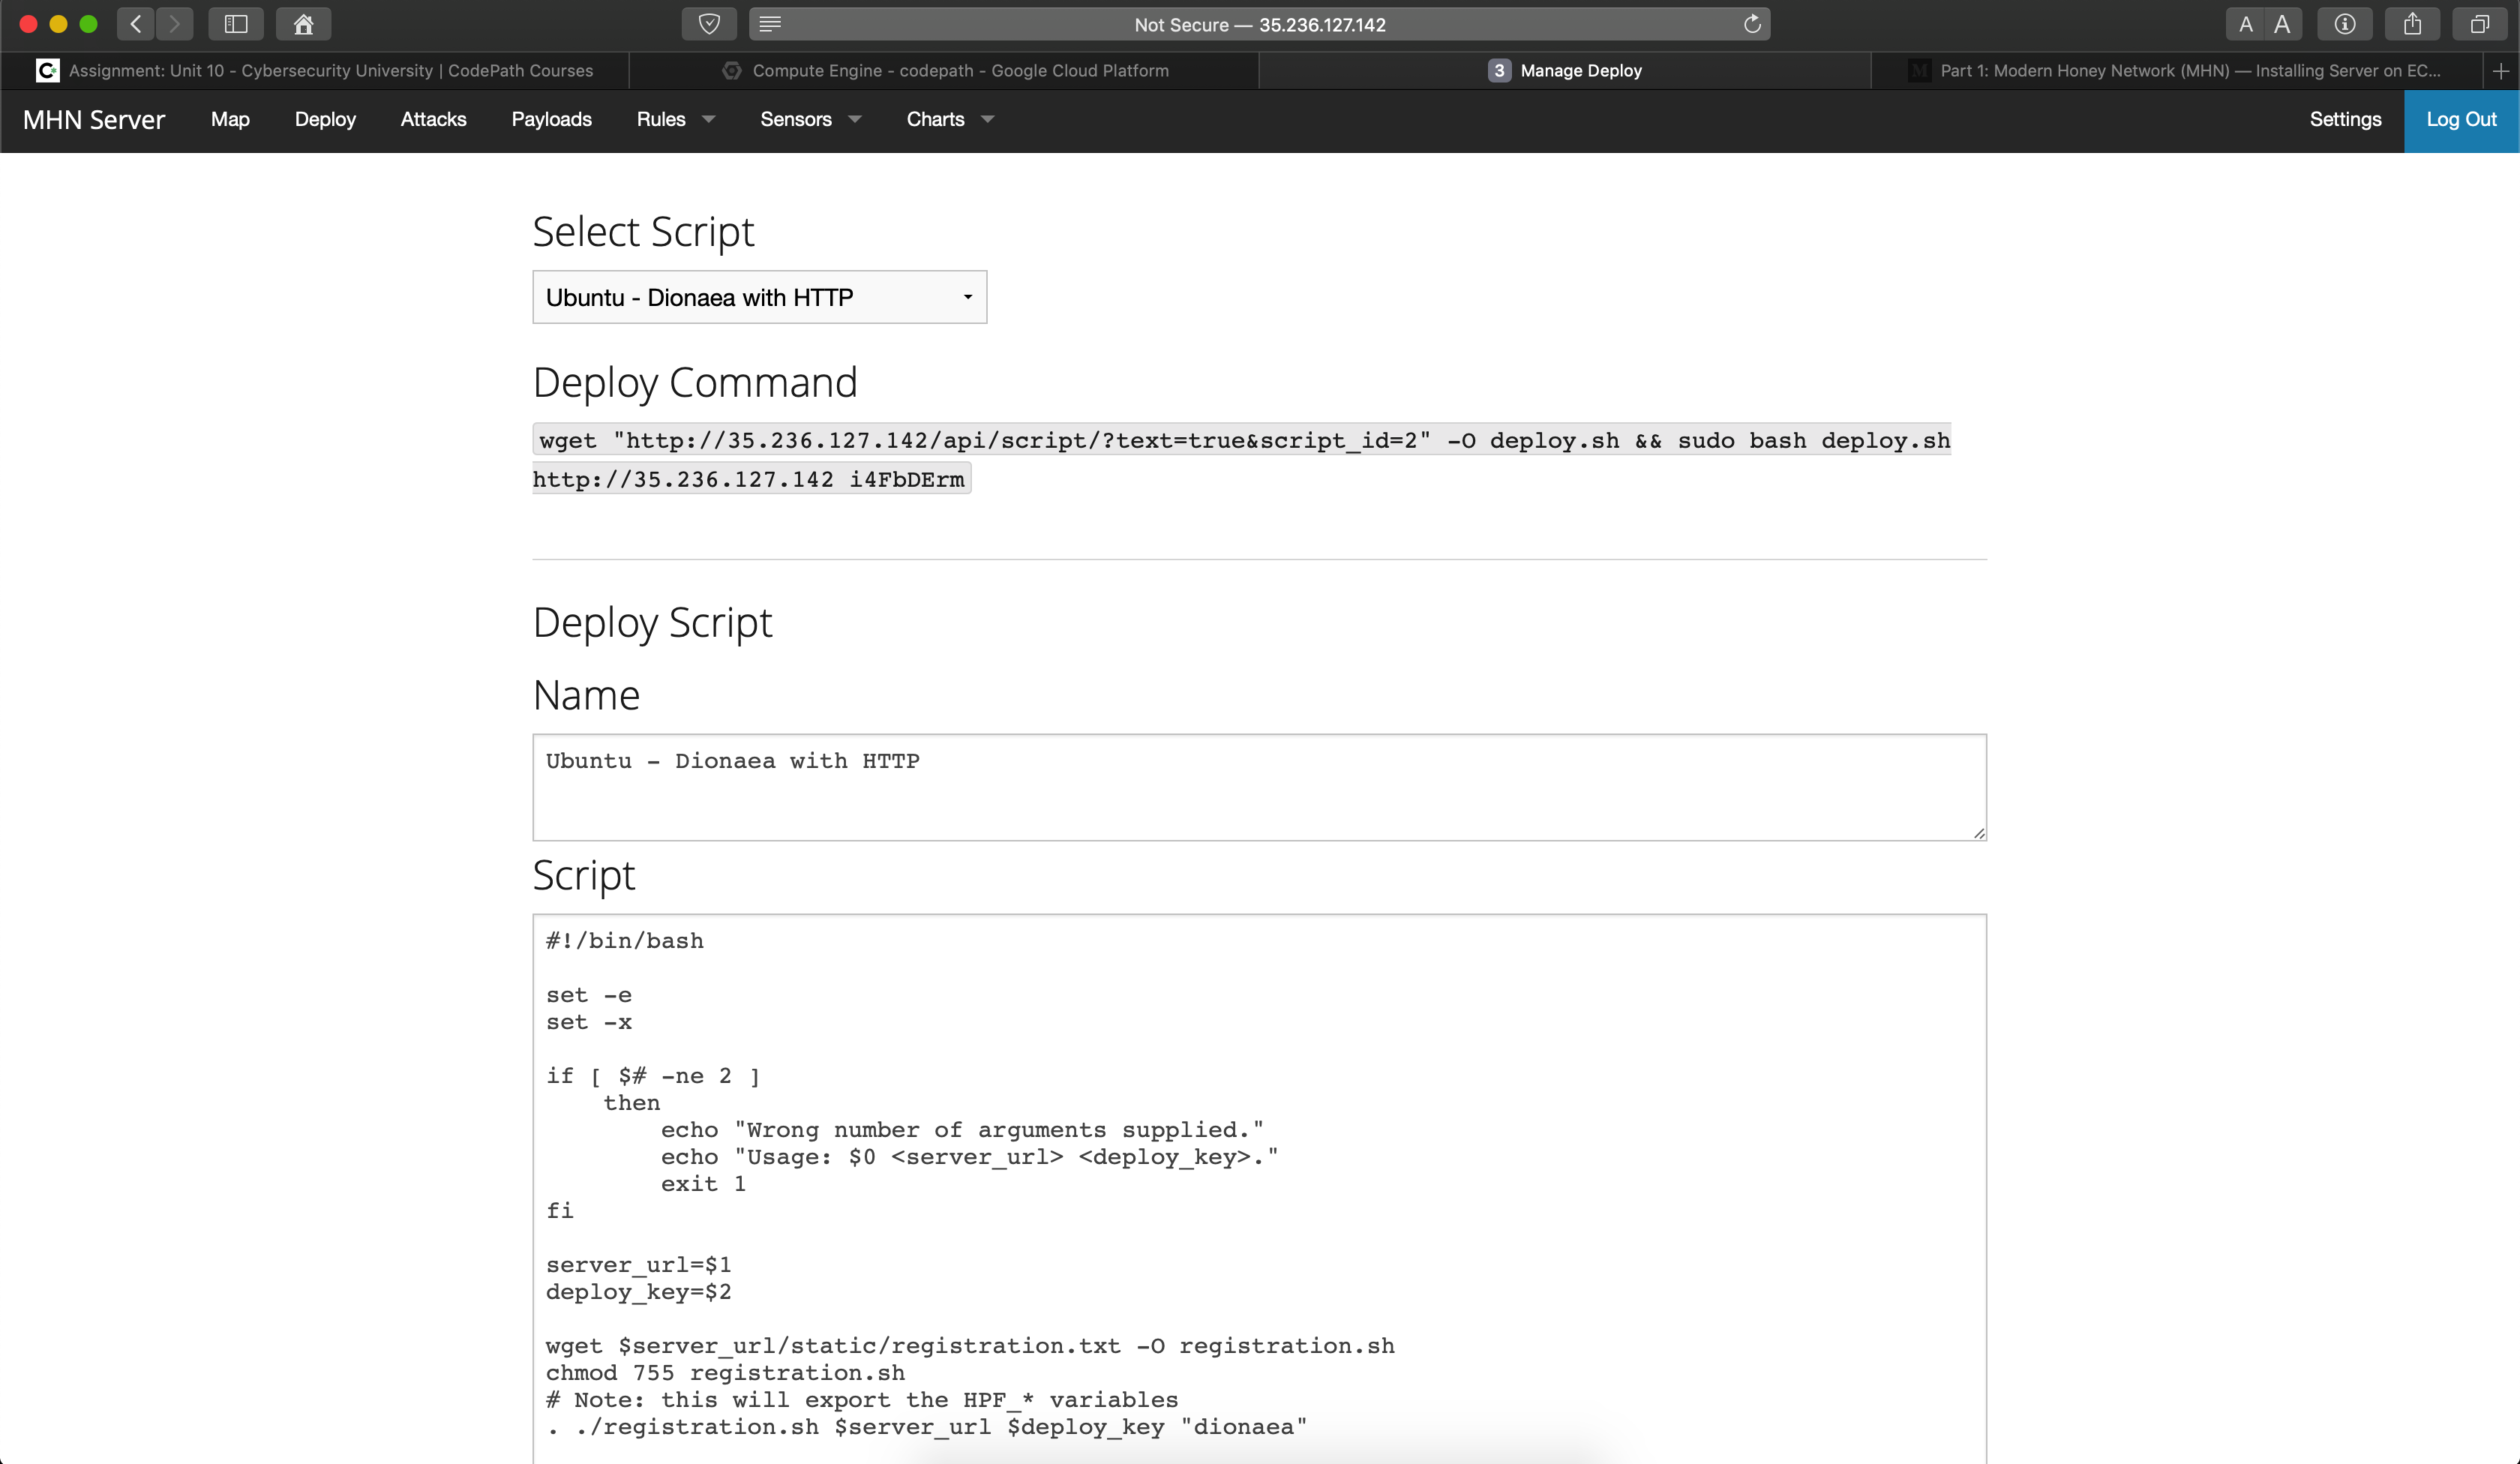 Not Secure — 35.236.127.142
A A
Assignment: Unit 10 - Cybersecurity University | CodePath Courses
Compute Engine - codepath - Google Cloud Platform
3 Manage Deploy
M Part 1: Modern Honey Network (MHN) — Installing Server on EC...
MHN Server Map Deploy Attacks Payloads Rules Sensors Charts Settings Log Out
Select Script
Ubuntu - Dionaea with HTTP
Deploy Command
wget "http://35.236.127.142/api/script/?text=true&script_id=2" -O deploy.sh && sudo bash deploy.sh
http://35.236.127.142 i4FbDErm
Deploy Script
Name
Ubuntu - Dionaea with HTTP
Script
#!/bin/bash
set -e
set -x
if [ $# -ne 2 ]
    then
        echo "Wrong number of arguments supplied."
        echo "Usage: $0 <server_url> <deploy_key>."
        exit 1
fi
server_url=$1
deploy_key=$2
wget $server_url/static/registration.txt -O registration.sh
chmod 755 registration.sh
# Note: this will export the HPF_* variables
. ./registration.sh $server_url $deploy_key "dionaea"